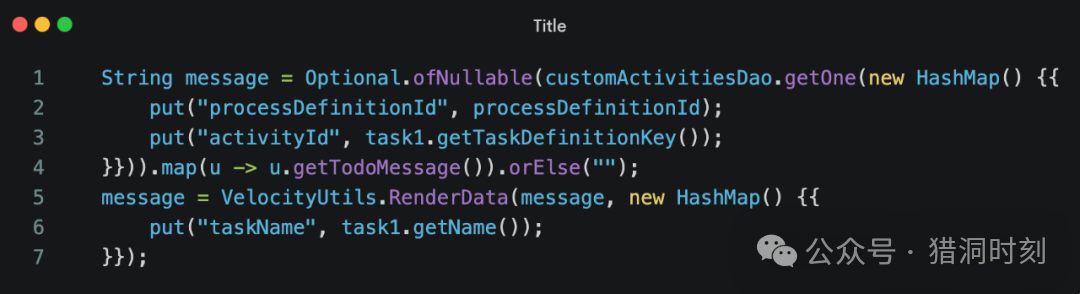 Title
1 String message = Optional.ofNullable(customActivitiesDao.getOne(new HashMap() {{
2 put("processDefinitionId", processDefinitionId);
3 put("activityId", task1.getTaskDefinitionKey());
4 }})).map(u -> u.getTodoMessage()).orElse("");
5 message = VelocityUtils.RenderData(message, new HashMap() {{
6 put("taskName", task1.getName());
7 }});
公众号 · 猎洞时刻